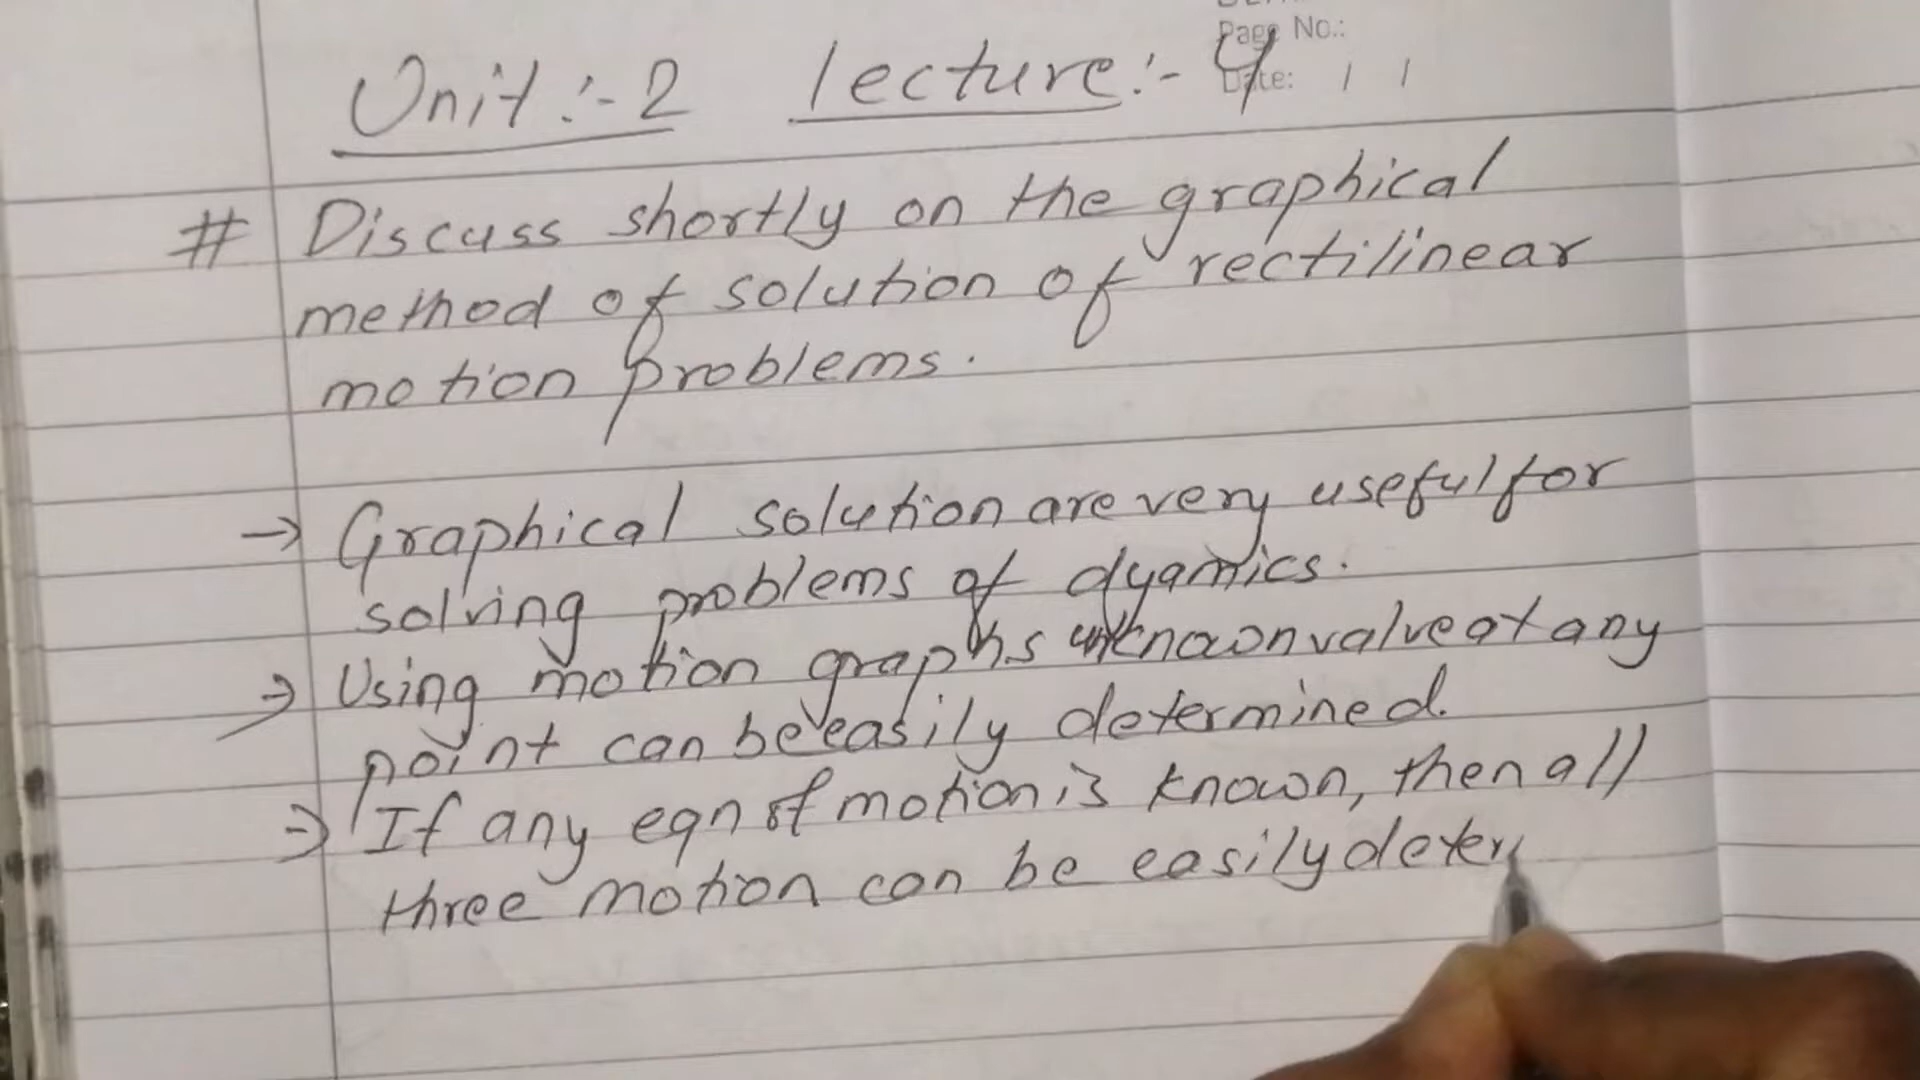 Page No.:
Date: / /
Unit :- 2 lecture :- 4
# Discuss shortly on the graphical
method of solution of rectilinear
motion problems.
→ Graphical solution are very useful for
solving problems of dyamics.
⇒ Using motion graphs unknown valve at any
point can be easily determined.
⇒ If any eqn of motion is known, then all
three motion can be easily deter